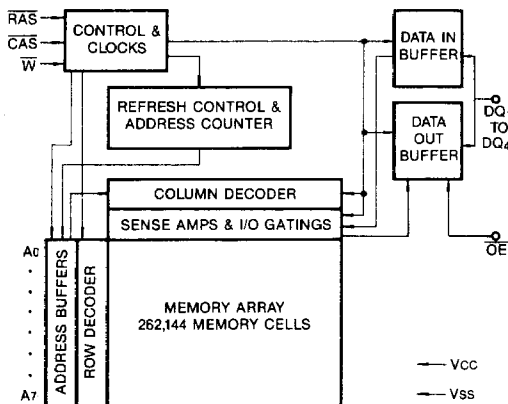 RAS
CAS
W
CONTROL &
CLOCKS
DATA IN
BUFFER
REFRESH CONTROL &
ADDRESS COUNTER
DATA
OUT
BUFFER
DQ1
TO
DQ4
COLUMN DECODER
SENSE AMPS & I/O GATINGS
OE
A0
A7
ADDRESS BUFFERS
ROW DECODER
MEMORY ARRAY
262,144 MEMORY CELLS
VCC
VSS